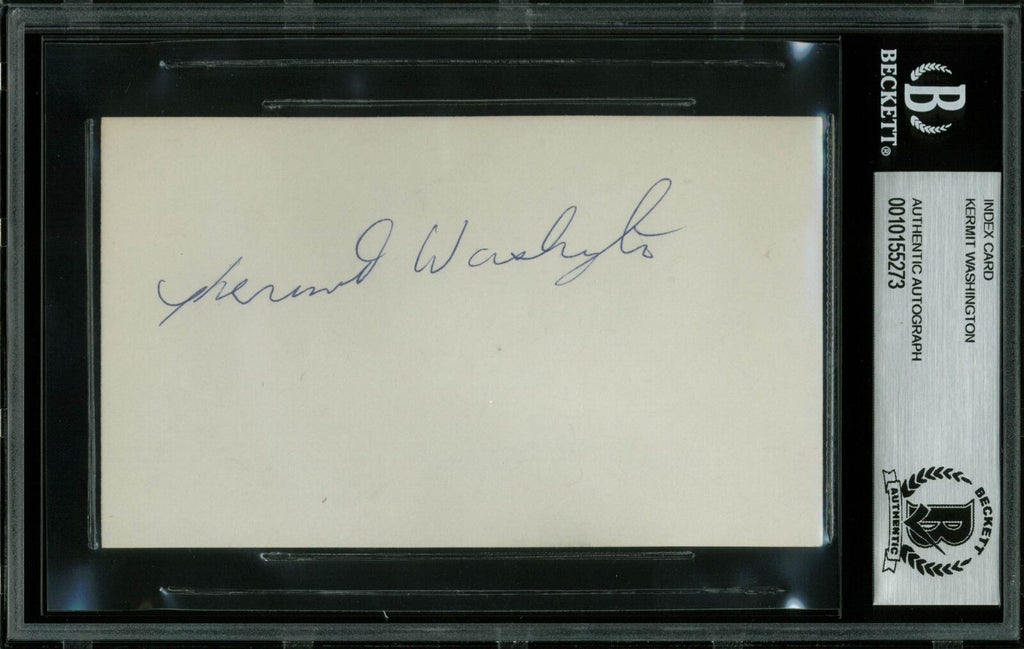 Kermit Washington
B
BECKETT®
INDEX CARD
KERMIT WASHINGTON
AUTHENTIC AUTOGRAPH
0010155273
BECKETT
B
AUTHENTIC